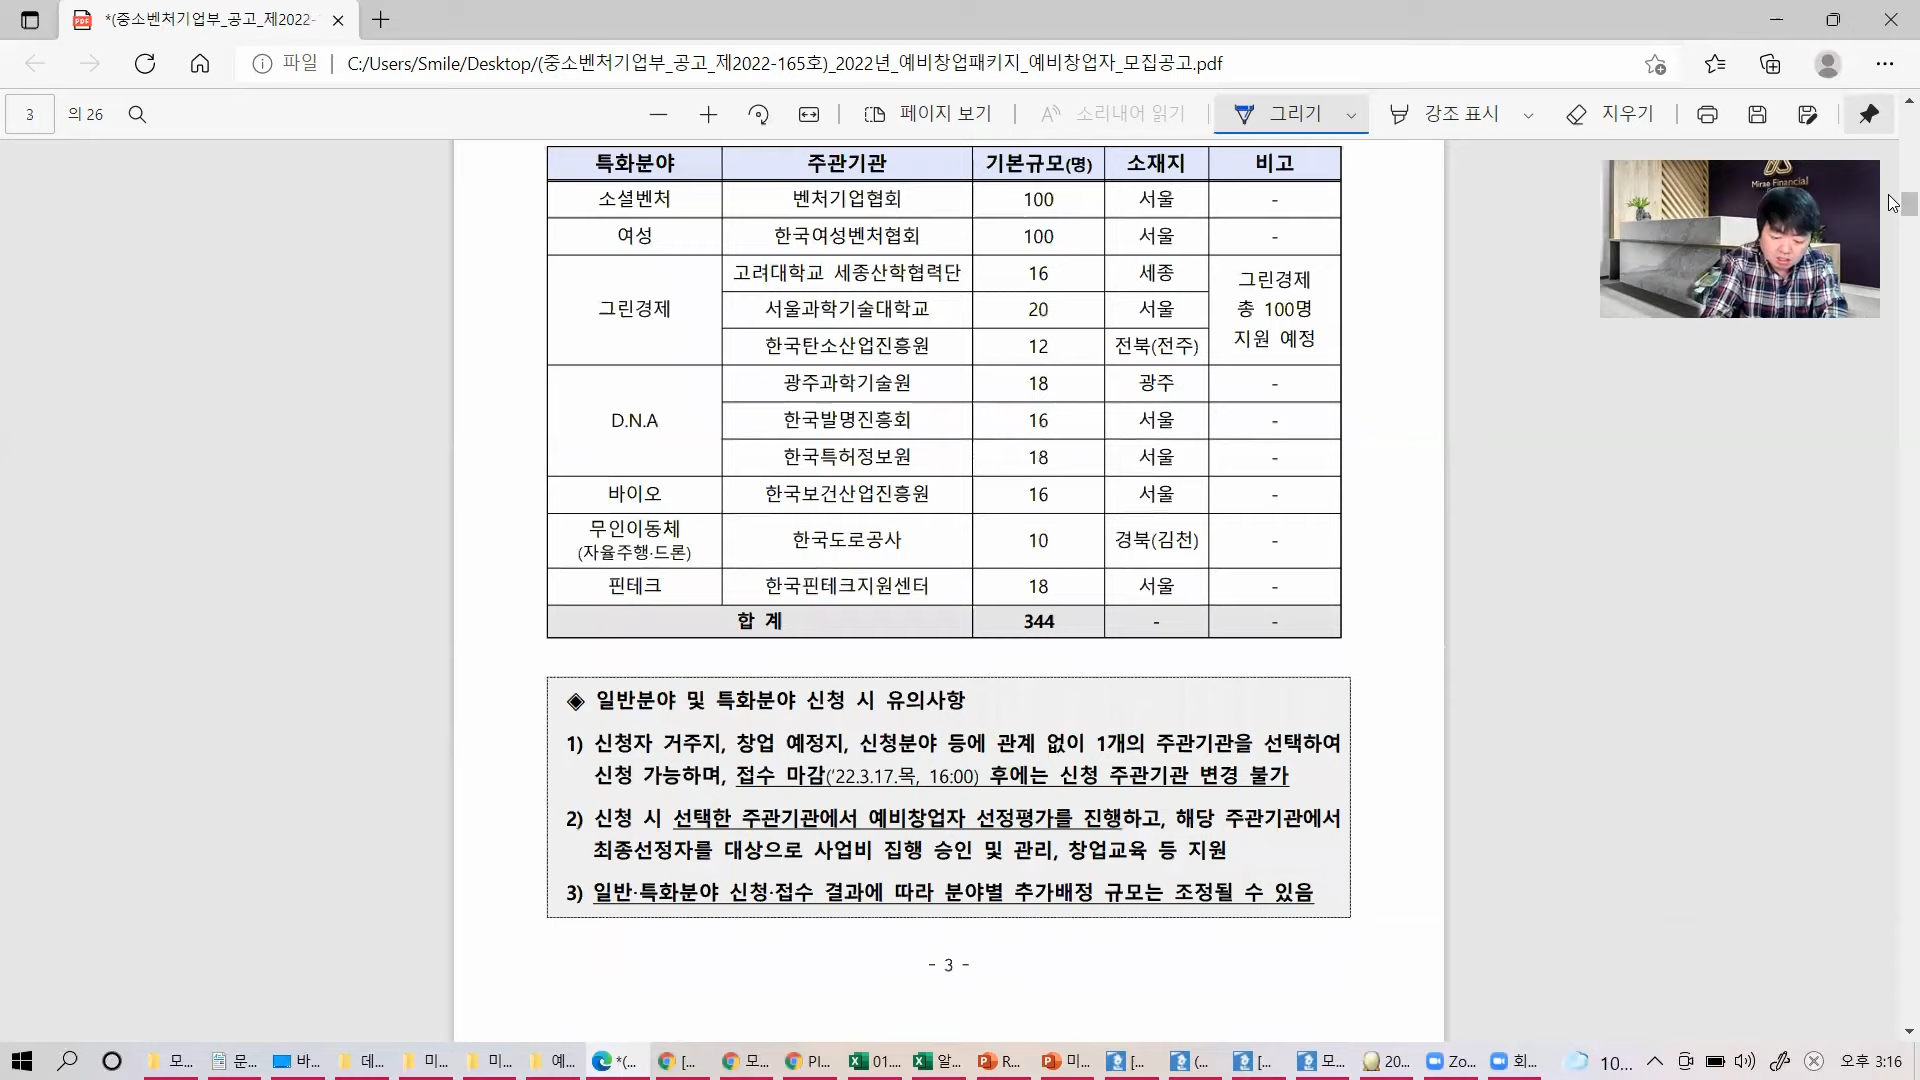 *(중소벤처기업부_공고_제2022-
파일
C:/Users/Smile/Desktop/(중소벤처기업부_공고_제2022-165호)_2022년_예비창업패키지_예비창업자_모집공고.pdf
3 의 26 페이지 보기 소리내어 읽기 그리기 강조 표시 지우기
특화분야 주관기관 기본규모(명) 소재지 비고
소셜벤처 벤처기업협회 100 서울 -
여성 한국여성벤처협회 100 서울 -
그린경제 고려대학교 세종산학협력단 16 세종 그린경제 총 100명 지원 예정
서울과학기술대학교 20 서울
한국탄소산업진흥원 12 전북(전주)
D.N.A 광주과학기술원 18 광주 -
한국발명진흥회 16 서울 -
한국특허정보원 18 서울 -
바이오 한국보건산업진흥원 16 서울 -
무인이동체 (자율주행·드론) 한국도로공사 10 경북(김천) -
핀테크 한국핀테크지원센터 18 서울 -
합 계 344 - -
Mirae Financial
◈ 일반분야 및 특화분야 신청 시 유의사항
1) 신청자 거주지, 창업 예정지, 신청분야 등에 관계 없이 1개의 주관기관을 선택하여
신청 가능하며, 접수 마감('22.3.17.목, 16:00) 후에는 신청 주관기관 변경 불가
2) 신청 시 선택한 주관기관에서 예비창업자 선정평가를 진행하고, 해당 주관기관에서
최종선정자를 대상으로 사업비 집행 승인 및 관리, 창업교육 등 지원
3) 일반·특화분야 신청·접수 결과에 따라 분야별 추가배정 규모는 조정될 수 있음
- 3 -
모... 문... 바... 데... 미... 미... 예... *(... [... 모... Pl... 01... 알... R... 미... [... (... [... 모... 20... Zo... 회... 10... 오후 3:16